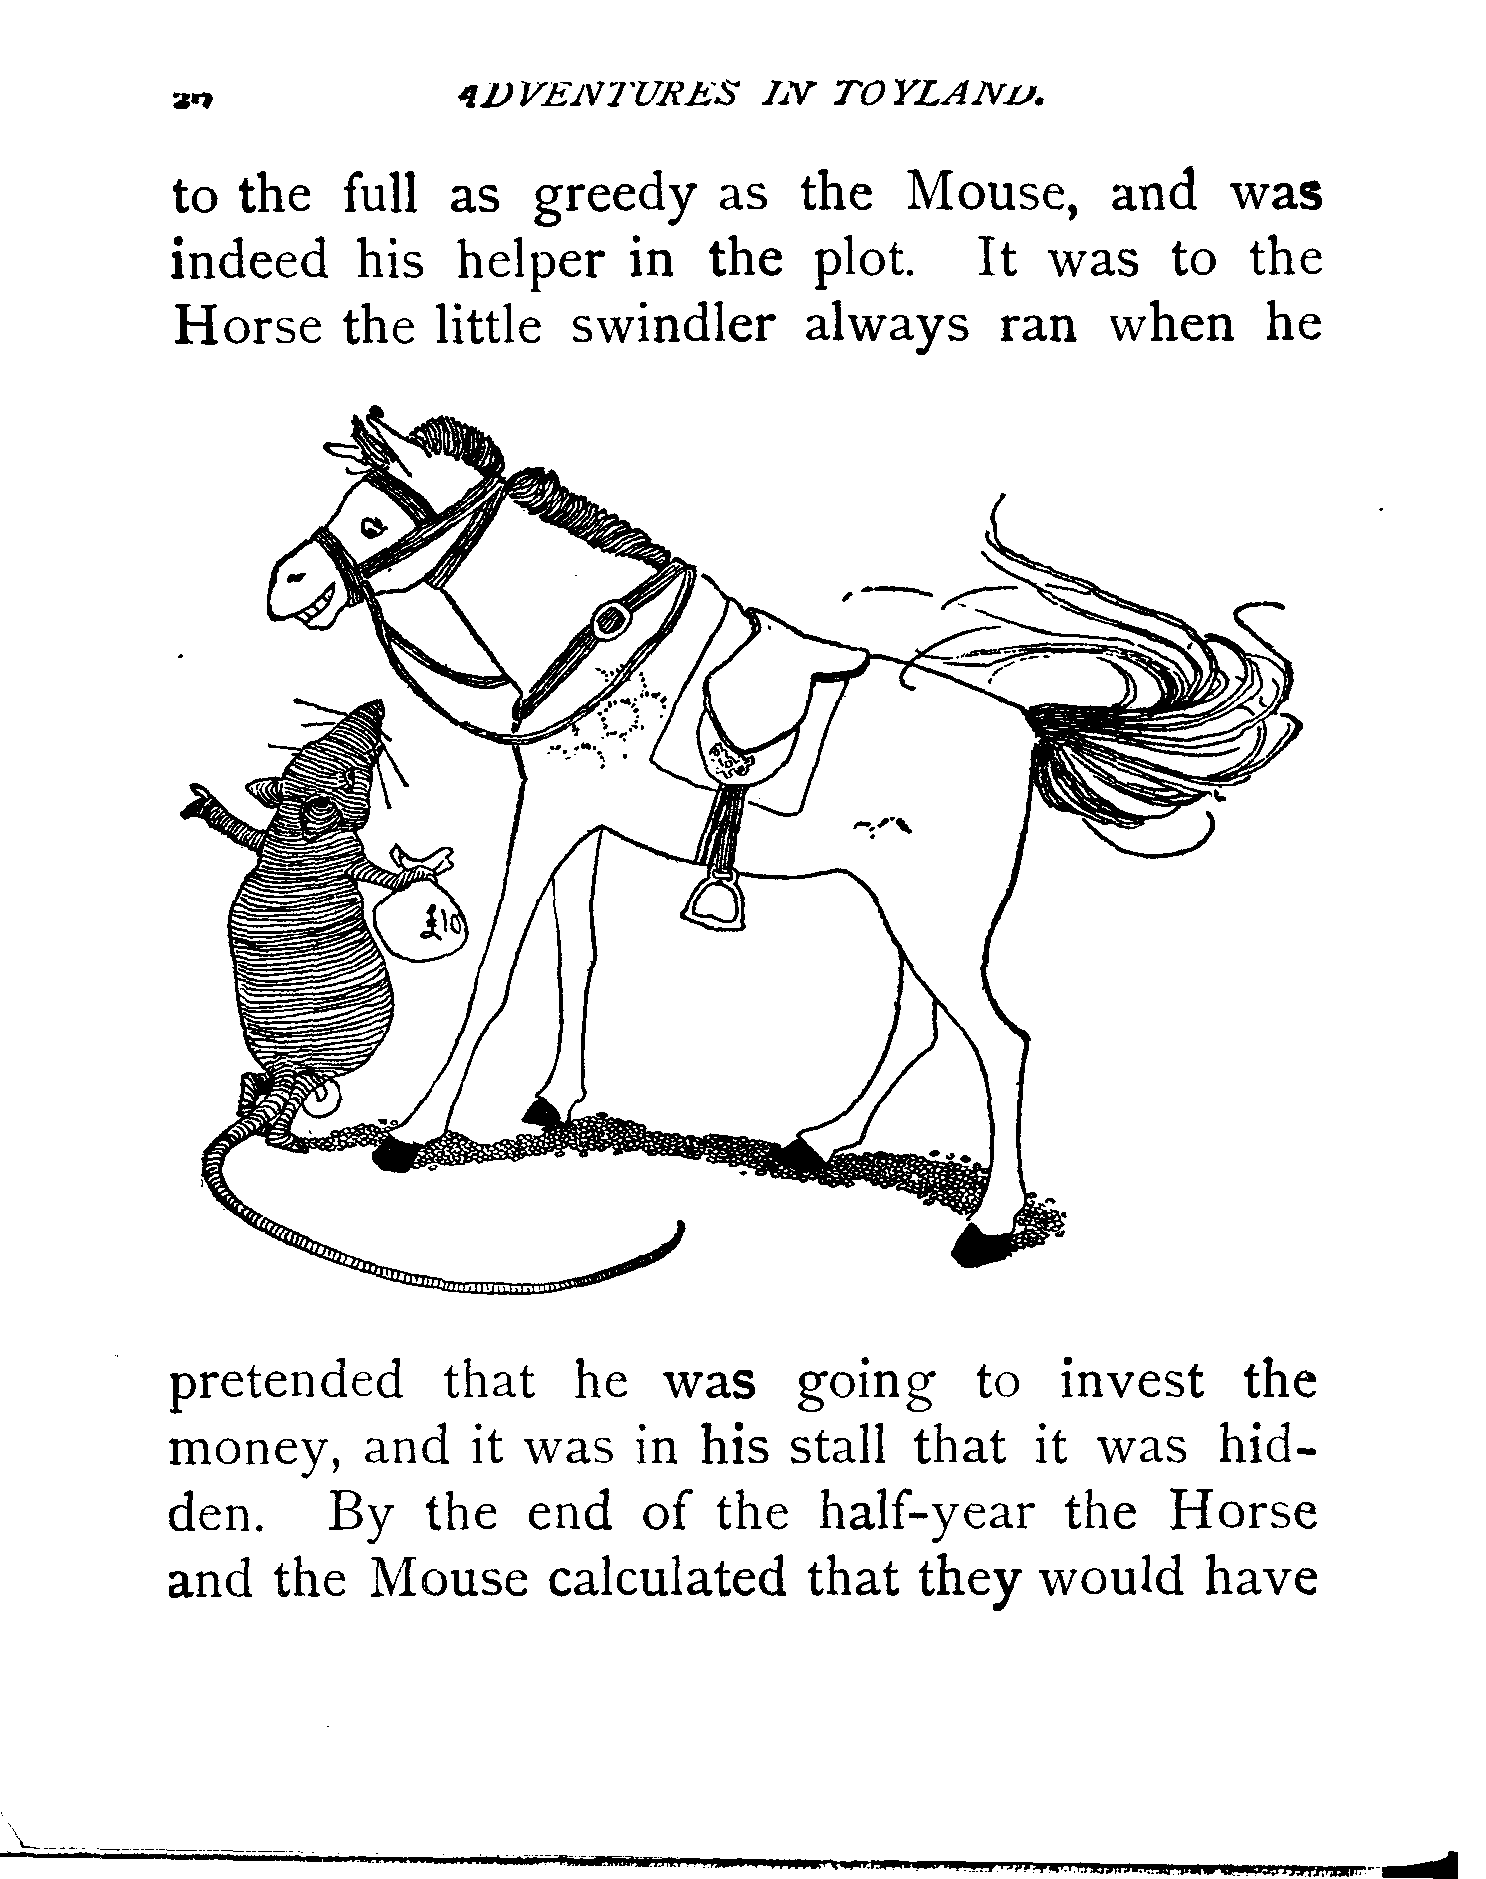 ADVENTURES IN TOYLAND.
to the full as greedy as the Mouse, and was
indeed his helper in the plot. It was to the
Horse the little swindler always ran when he
£10
pretended that he was going to invest the
money, and it was in his stall that it was hid-
den. By the end of the half-year the Horse
and the Mouse calculated that they would have